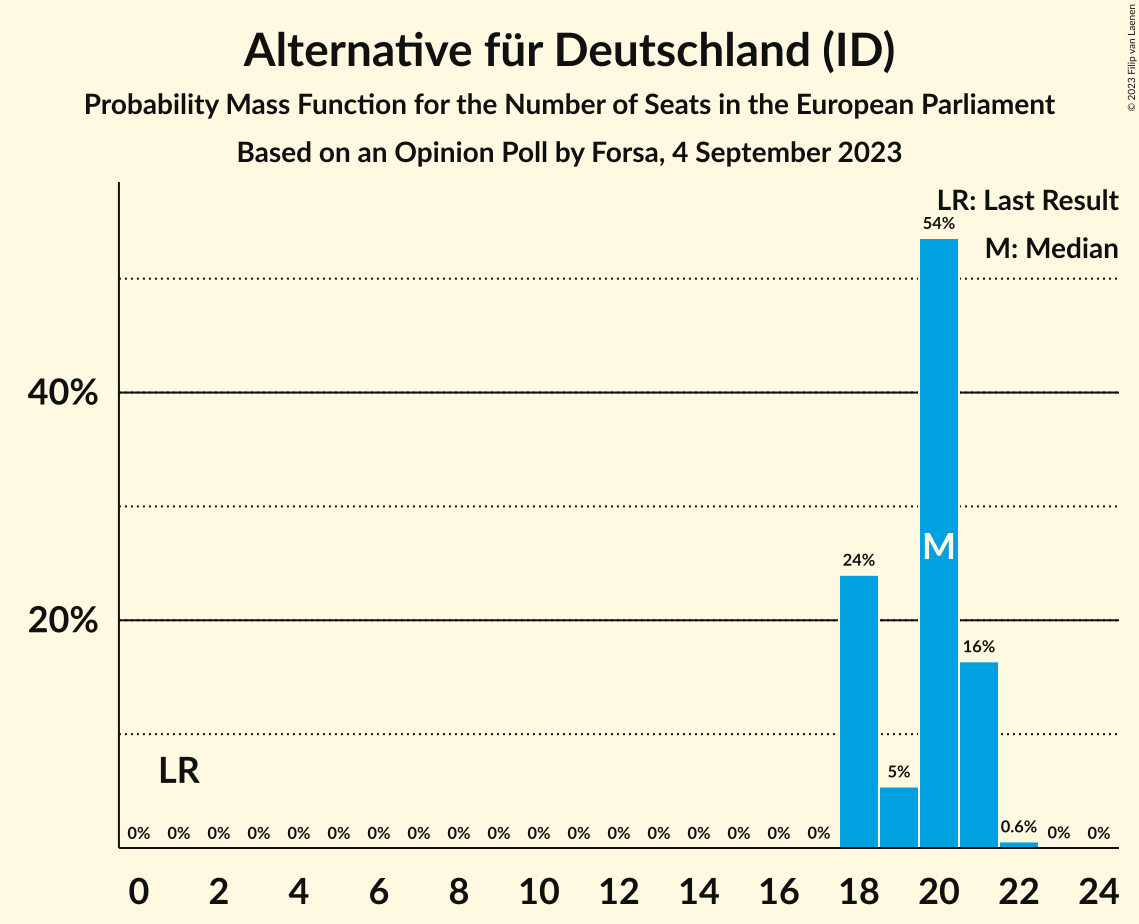 Alternative für Deutschland (ID)
Probability Mass Function for the Number of Seats in the European Parliament
Based on an Opinion Poll by Forsa, 4 September 2023
© 2023 Filip van Laenen
LR: Last Result
M: Median
54%
40%
M
24%
20%
16%
LR
5%
0% 0% 0% 0% 0% 0% 0% 0% 0% 0% 0% 0% 0% 0% 0% 0% 0% 0% 0.6% 0% 0%
0 2 4 6 8 10 12 14 16 18 20 22 24